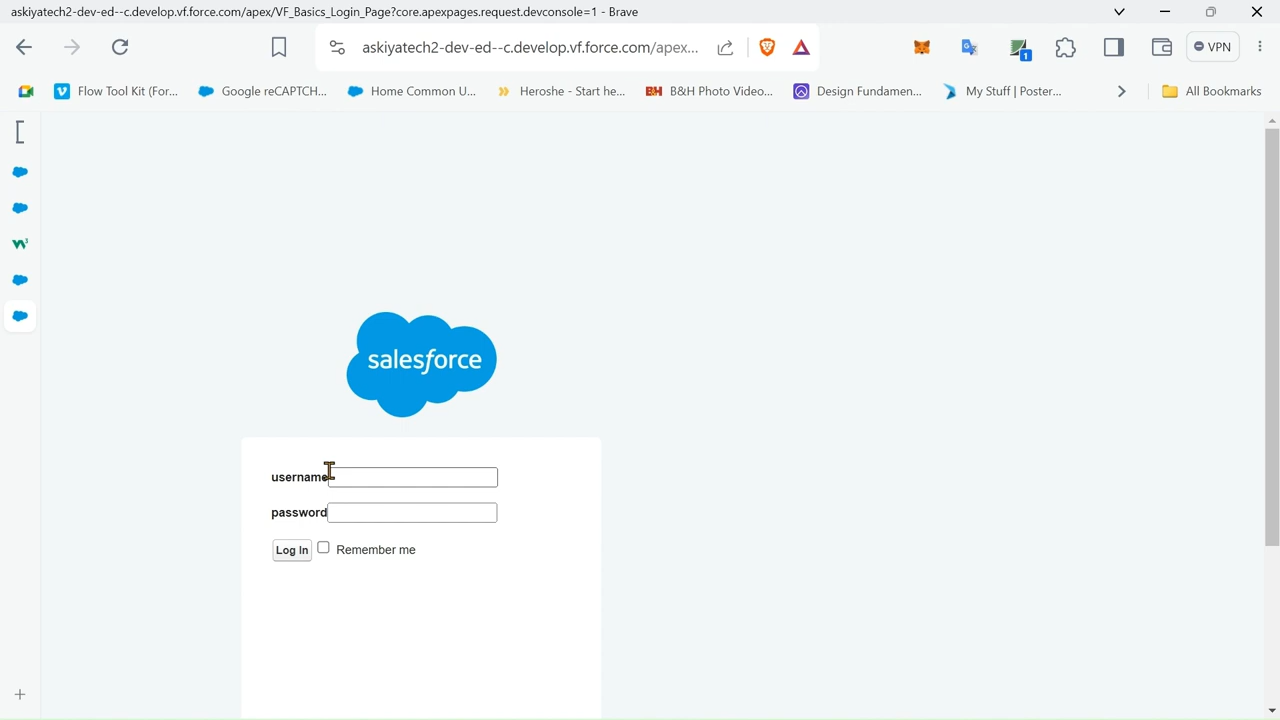 askiyatech2-dev-ed--c.develop.vf.force.com/apex/VF_Basics_Login_Page?core.apexpages.request.devconsole=1 - Brave
askiyatech2-dev-ed--c.develop.vf.force.com/apex...
1
VPN
Flow Tool Kit (For...
Google reCAPTCH...
Home Common U...
Heroshe - Start he...
B&H Photo Video...
Design Fundamen...
My Stuff | Poster...
All Bookmarks
salesforce
username
password
Log In
Remember me